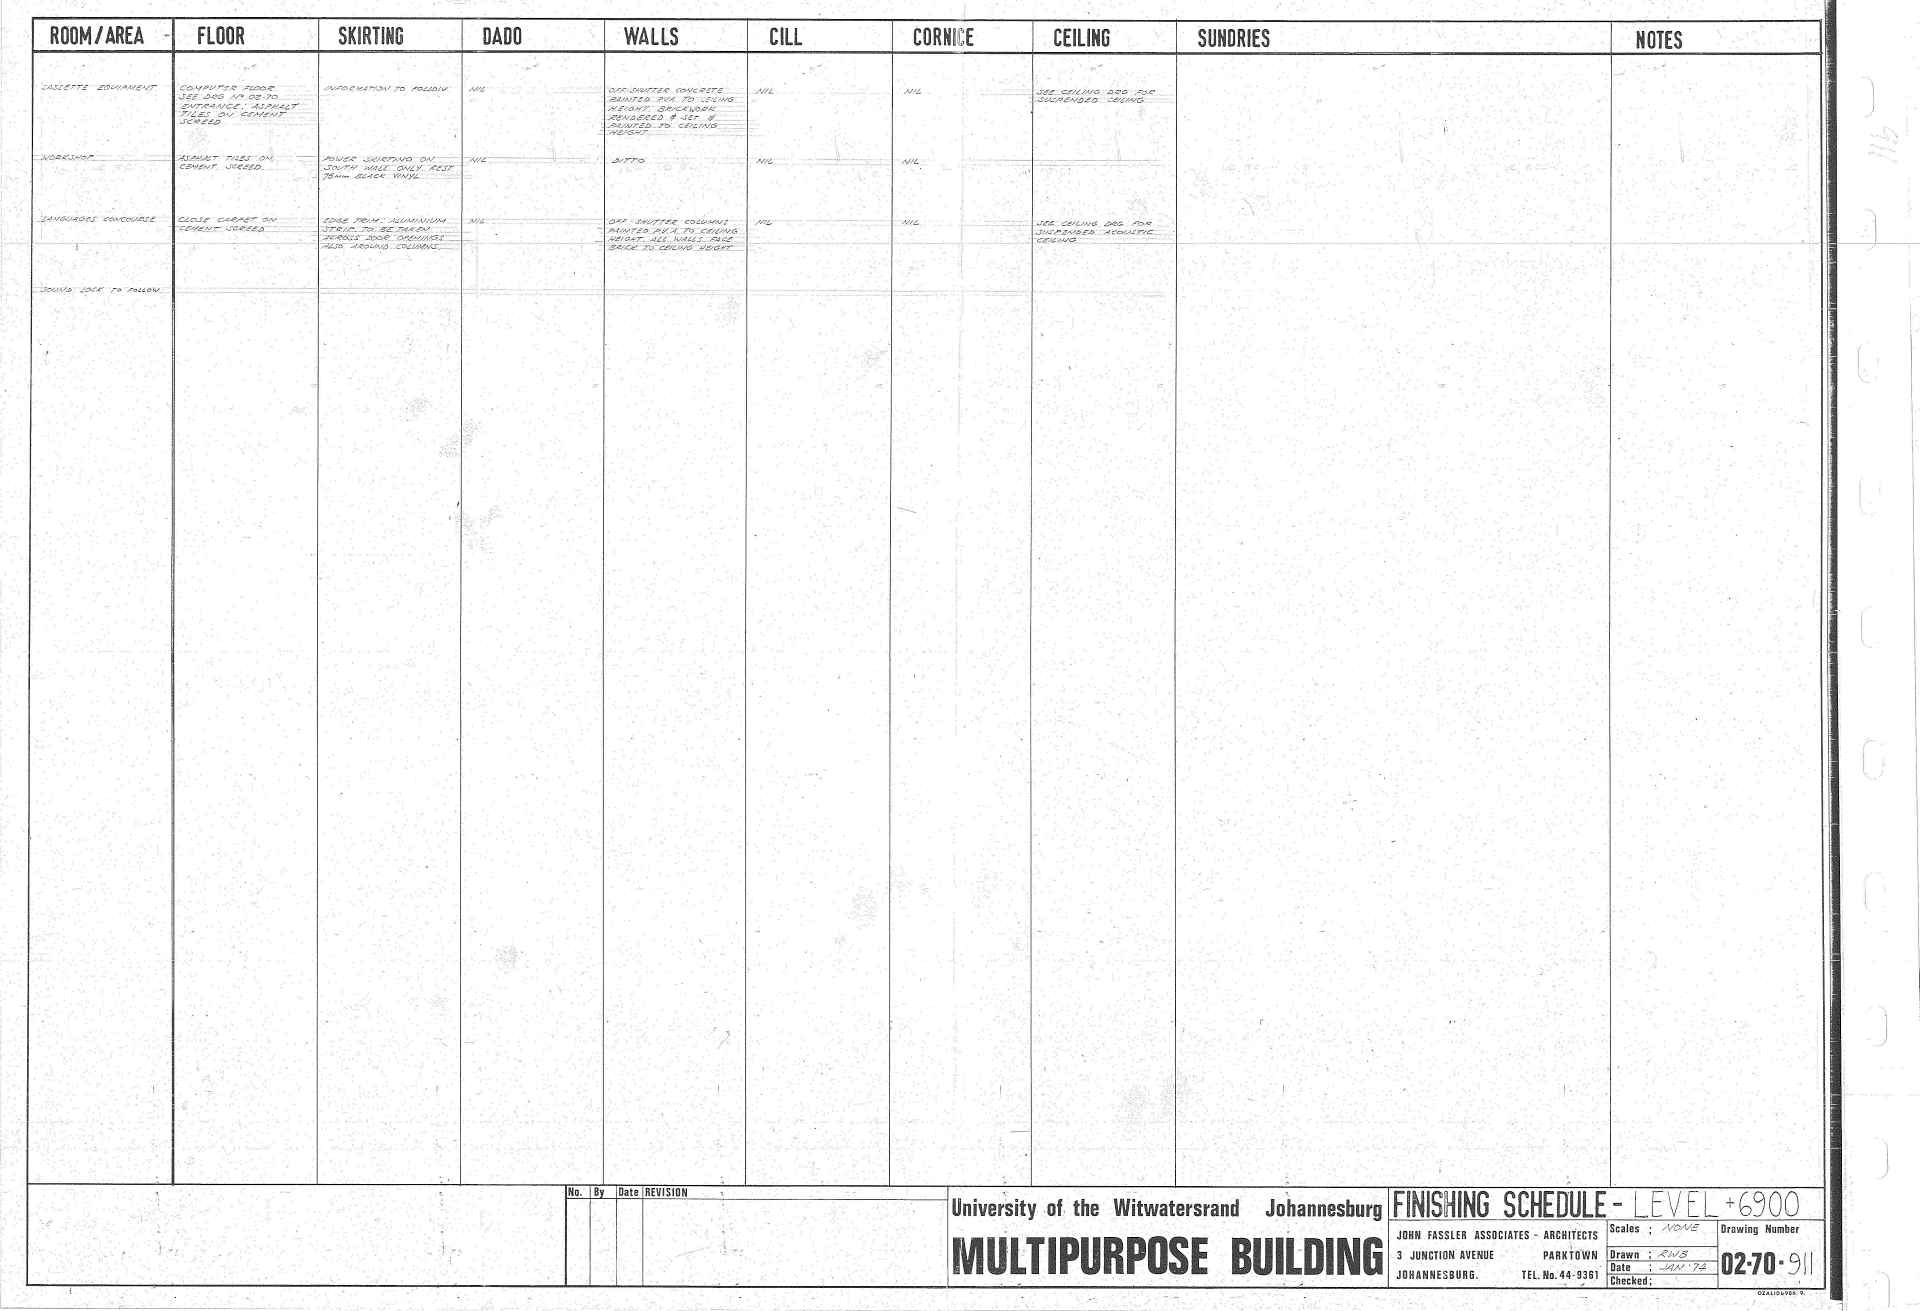 ROOM/AREA FLOOR SKIRTING DADO WALLS CILL CORNICE CEILING SUNDRIES NOTES
CASSETTE EQUIPMENT
COMPUTER FLOOR
SEE DRG Nº 02-70
ENTRANCE: ASPHALT
TILES ON CEMENT
SCREED
INFORMATION TO FOLLOW
NIL
OFF-SHUTTER CONCRETE
PAINTED PVA TO CEILING
HEIGHT. BRICKWORK
RENDERED & SET &
PAINTED TO CEILING
HEIGHT
NIL
NIL
SEE CEILING DRG FOR
SUSPENDED CEILING
WORKSHOP
ASPHALT TILES ON
CEMENT SCREED
POWER SKIRTING ON
SOUTH WALL ONLY. REST
75mm BLACK VINYL
NIL
DITTO
NIL
NIL
LANGUAGES CONCOURSE
CLOSE CARPET ON
CEMENT SCREED
EDGE TRIM: ALUMINIUM
STRIP TO BE TAKEN
ACROSS DOOR OPENINGS
ALSO AROUND COLUMNS
NIL
OFF SHUTTER COLUMNS
PAINTED P.V.A. TO CEILING
HEIGHT. ALL WALLS FACE
BRICK TO CEILING HEIGHT
NIL
NIL
SEE CEILING DRG FOR
SUSPENDED ACOUSTIC
CEILING
SOUND LOCK TO FOLLOW
No. By Date REVISION
University of the Witwatersrand Johannesburg
MULTIPURPOSE BUILDING
FINISHING SCHEDULE - LEVEL +6900
JOHN FASSLER ASSOCIATES - ARCHITECTS
3 JUNCTION AVENUE PARKTOWN
JOHANNESBURG. TEL. No. 44-9361
Scales : NONE
Drawn : RWB
Date : JAN '74
Checked:
Drawing Number
02-70-911